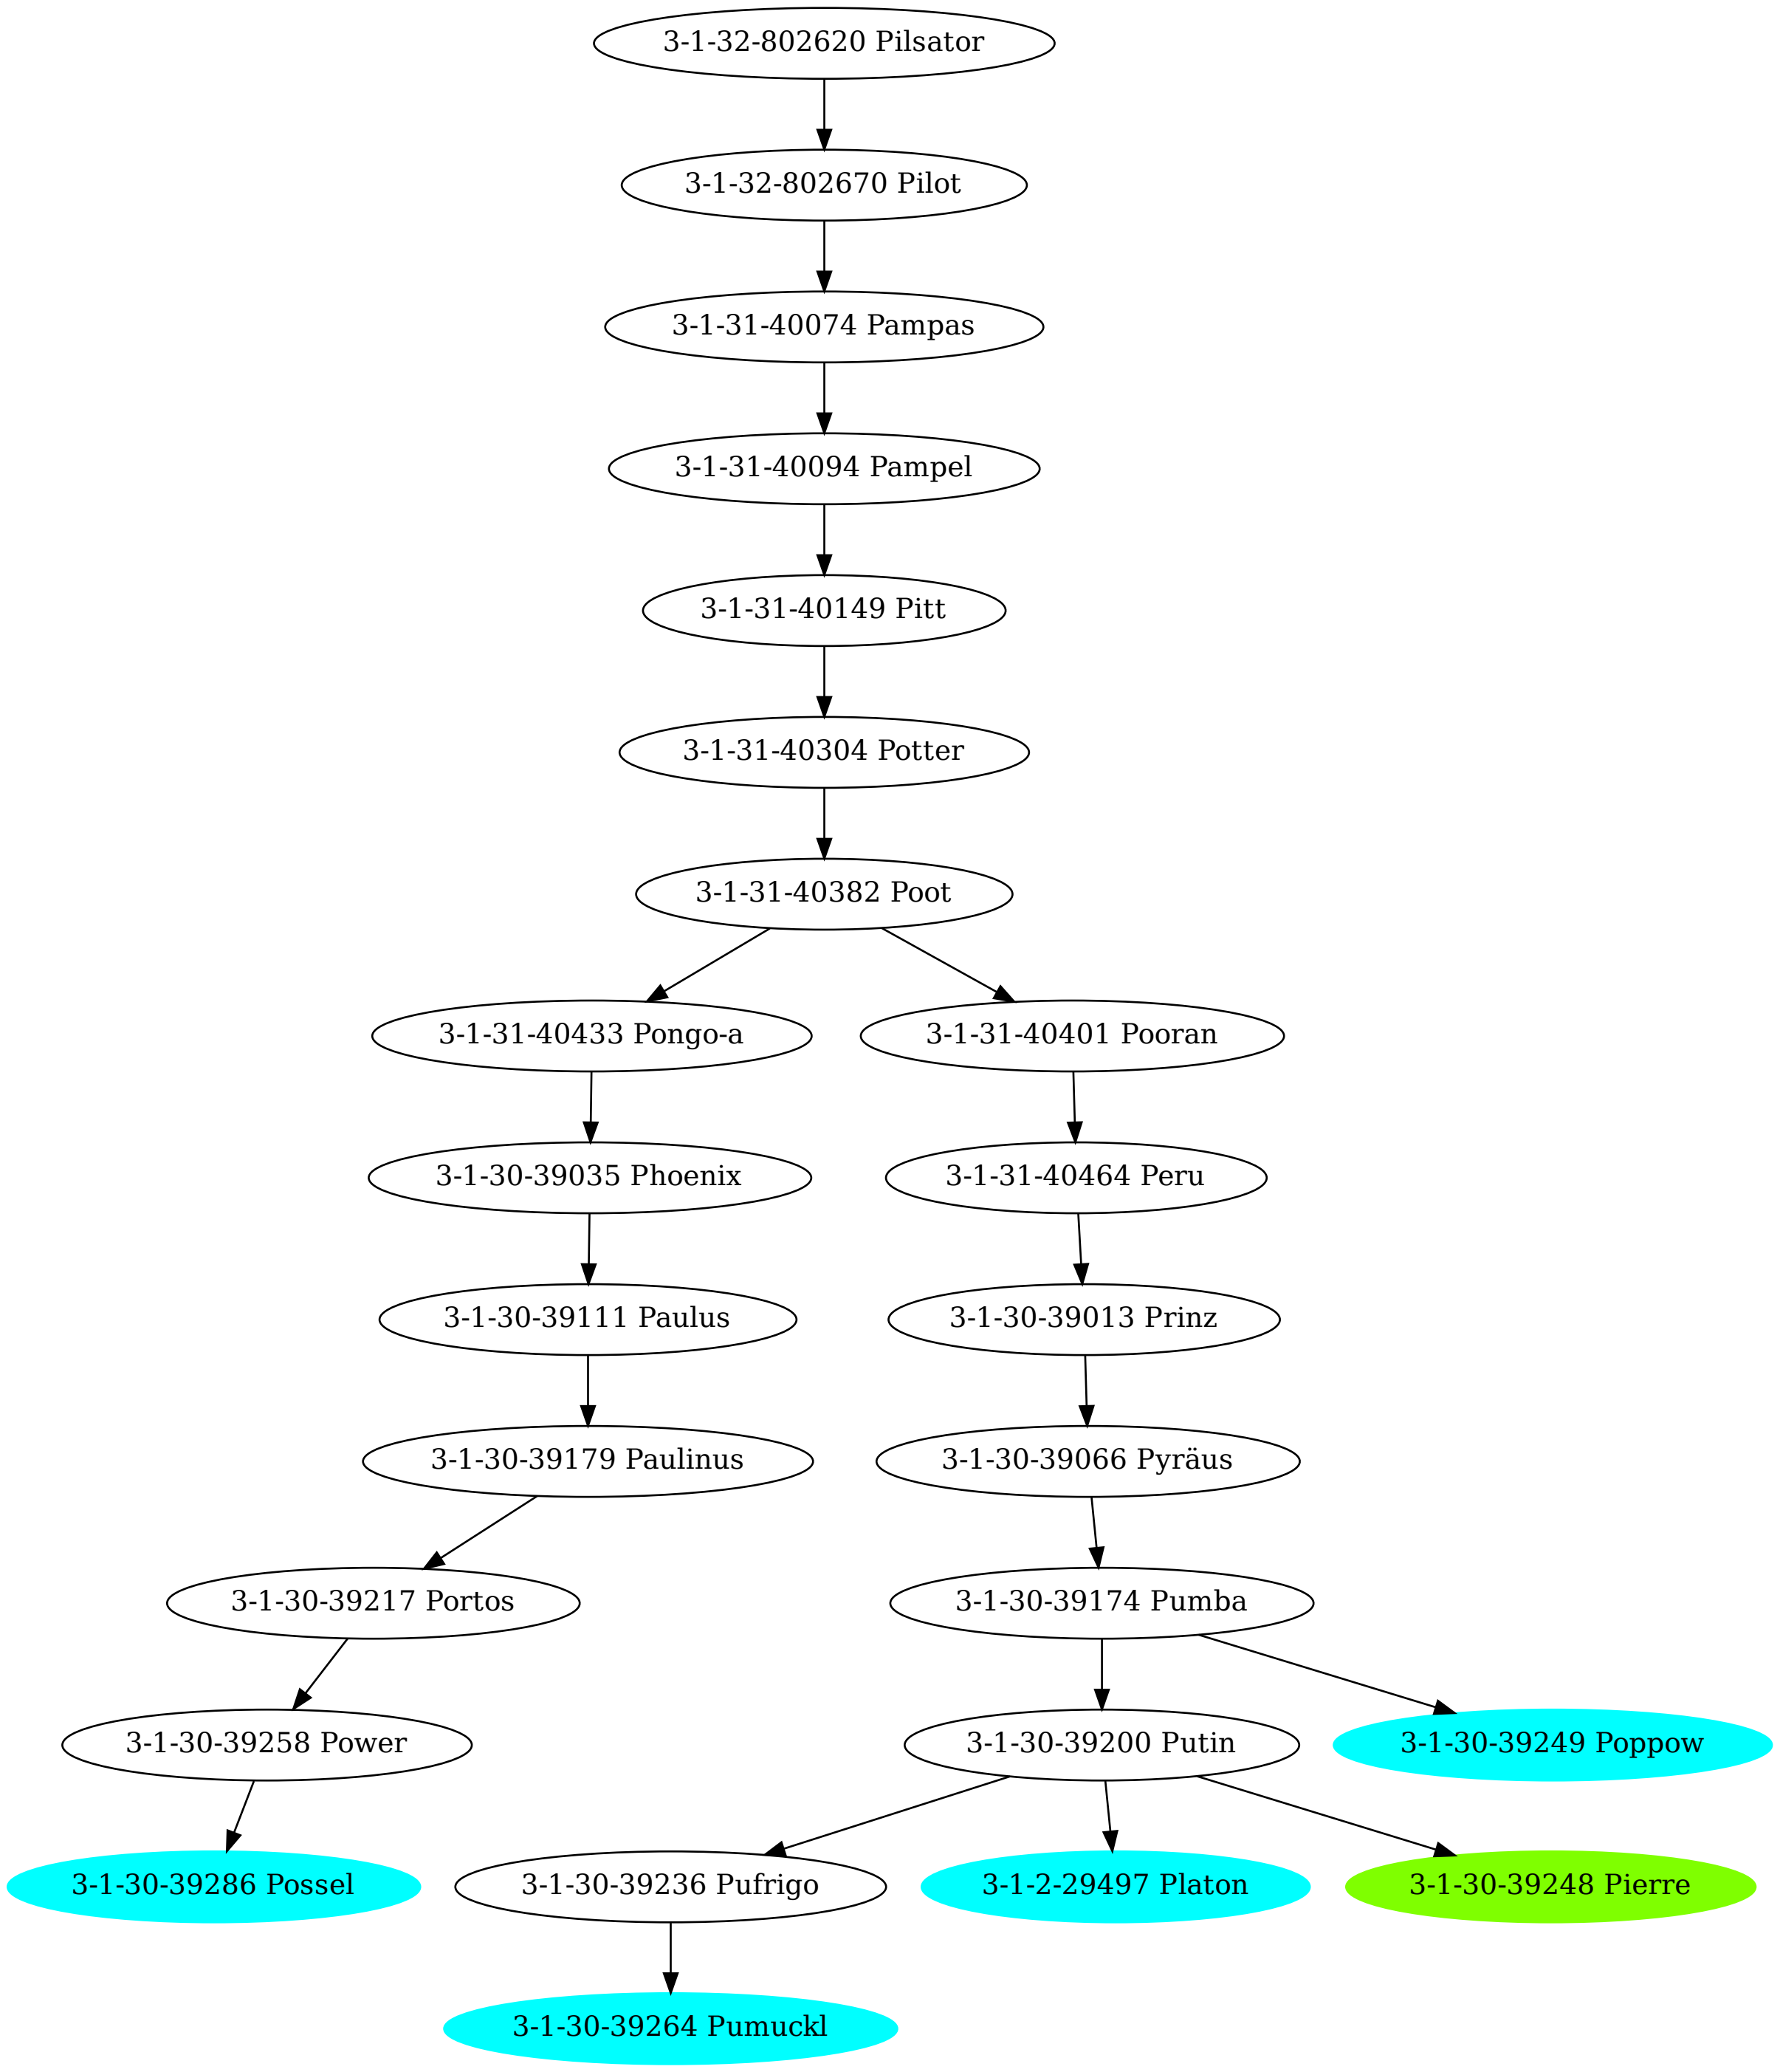 3-1-32-802620 Pilsator
3-1-32-802670 Pilot
3-1-31-40074 Pampas
3-1-31-40094 Pampel
3-1-31-40149 Pitt
3-1-31-40304 Potter
3-1-31-40382 Poot
3-1-31-40433 Pongo-a
3-1-31-40401 Pooran
3-1-30-39035 Phoenix
3-1-31-40464 Peru
3-1-30-39111 Paulus
3-1-30-39013 Prinz
3-1-30-39179 Paulinus
3-1-30-39066 Pyräus
3-1-30-39217 Portos
3-1-30-39174 Pumba
3-1-30-39258 Power
3-1-30-39200 Putin
3-1-30-39249 Poppow
3-1-30-39286 Possel
3-1-30-39236 Pufrigo
3-1-2-29497 Platon
3-1-30-39248 Pierre
3-1-30-39264 Pumuckl